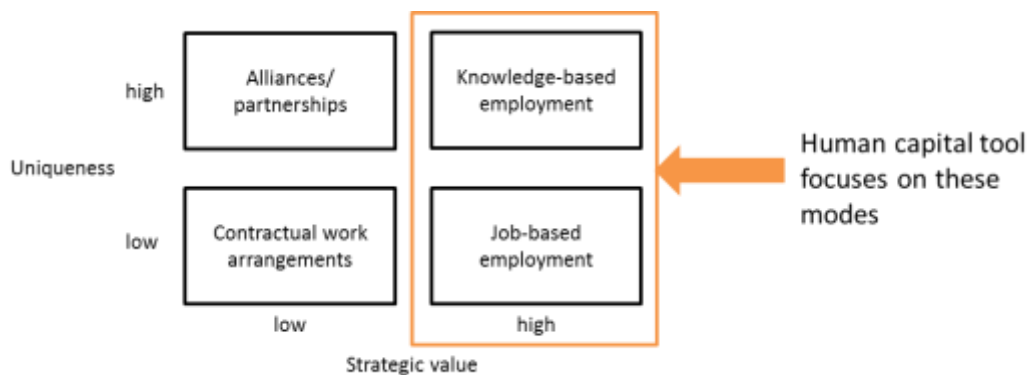 high
Alliances/
partnerships
Knowledge-based
employment
Human capital tool
focuses on these
modes
Uniqueness
low
Contractual work
arrangements
Job-based
employment
low
high
Strategic value